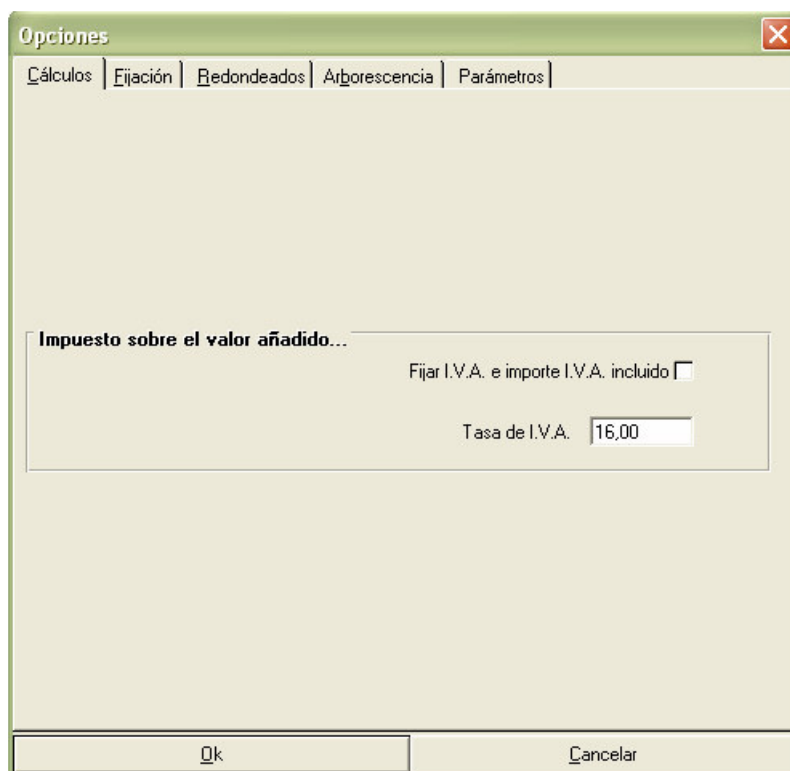 Opciones
Cálculos Fijación Redondeados Arborescencia Parámetros
Impuesto sobre el valor añadido...
Fijar I.V.A. e importe I.V.A. incluido
Tasa de I.V.A. 16,00
Ok Cancelar